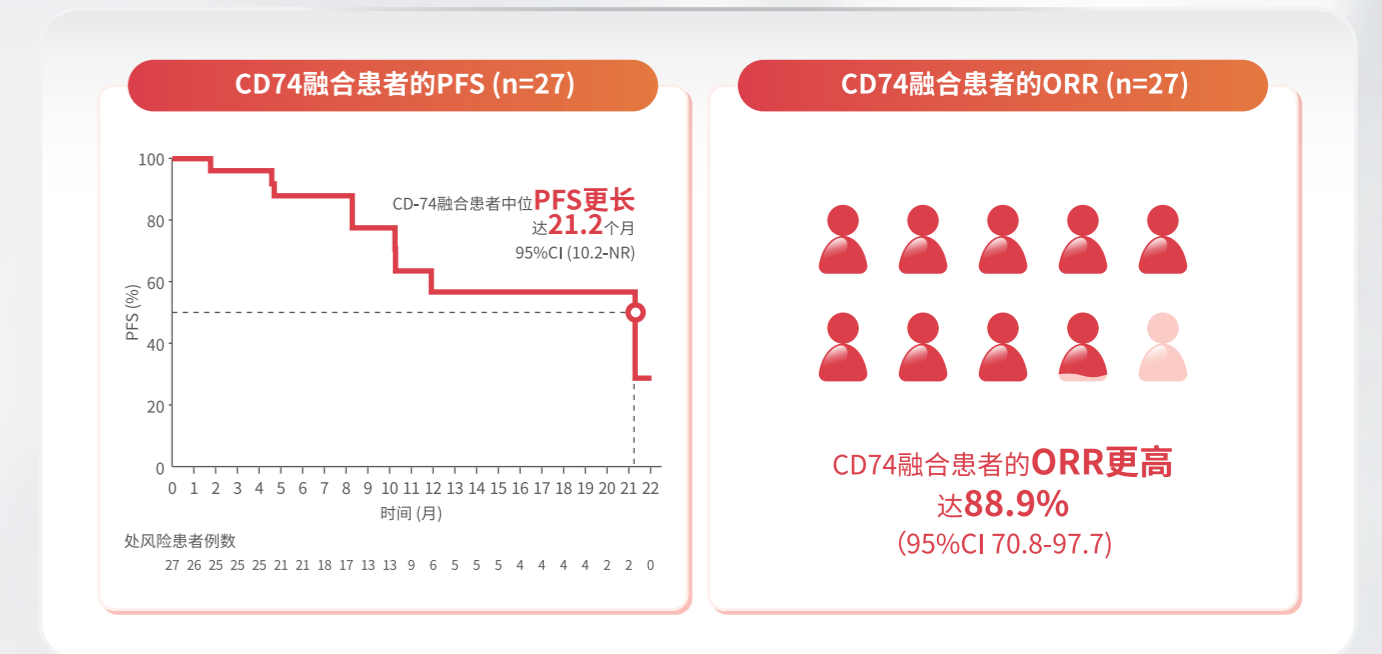 CD74融合患者的PFS (n=27)
100
80
60
40
20
0
PFS (%)
CD-74融合患者中位PFS更长
达21.2个月
95%CI (10.2-NR)
0 1 2 3 4 5 6 7 8 9 10 11 12 13 14 15 16 17 18 19 20 21 22
时间 (月)
处风险患者例数
27 26 25 25 25 21 21 18 17 13 13 9 6 5 5 5 4 4 4 4 2 2 0
CD74融合患者的ORR (n=27)
CD74融合患者的ORR更高
达88.9%
(95%CI 70.8-97.7)